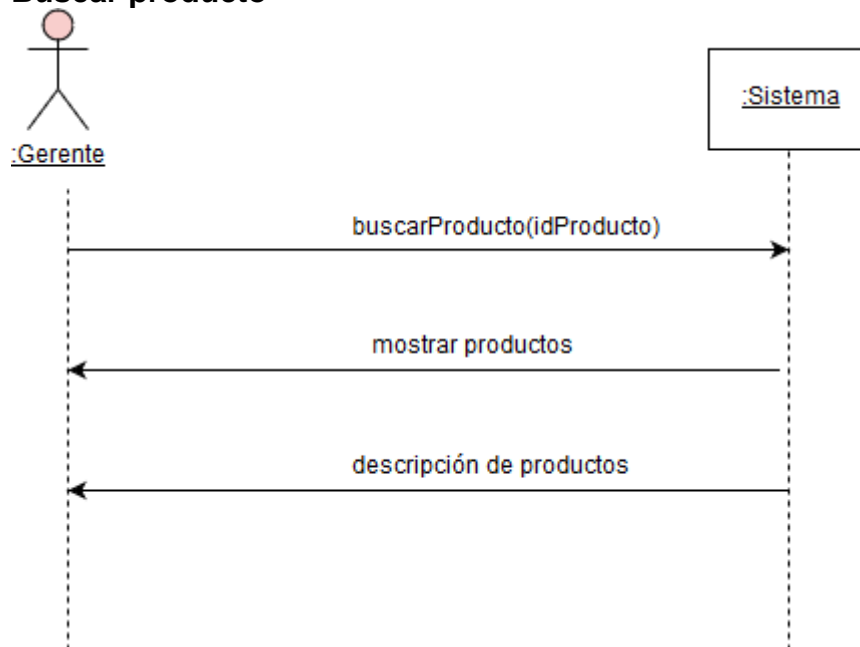 Buscar producto
:Sistema
:Gerente
buscarProducto(idProducto)
mostrar productos
descripción de productos